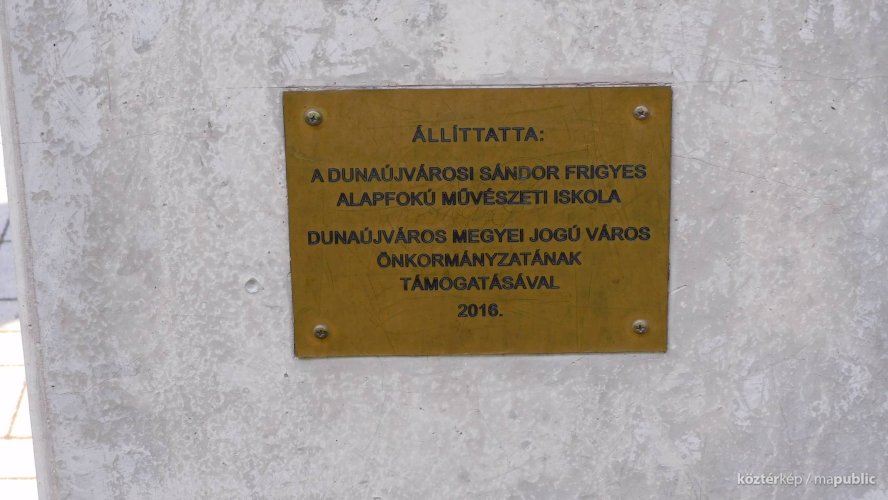 ÁLLÍTTATTA:
A DUNAÚJVÁROSI SÁNDOR FRIGYES
ALAPFOKÚ MŰVÉSZETI ISKOLA
DUNAÚJVÁROS MEGYEI JOGÚ VÁROS
ÖNKORMÁNYZATÁNAK
TÁMOGATÁSÁVAL
2016.
köztérkép / mapublic